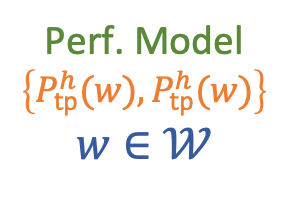 Perf. Model
{P_tp^h(w), P_tp^h(w)}
w ∈ 𝒲